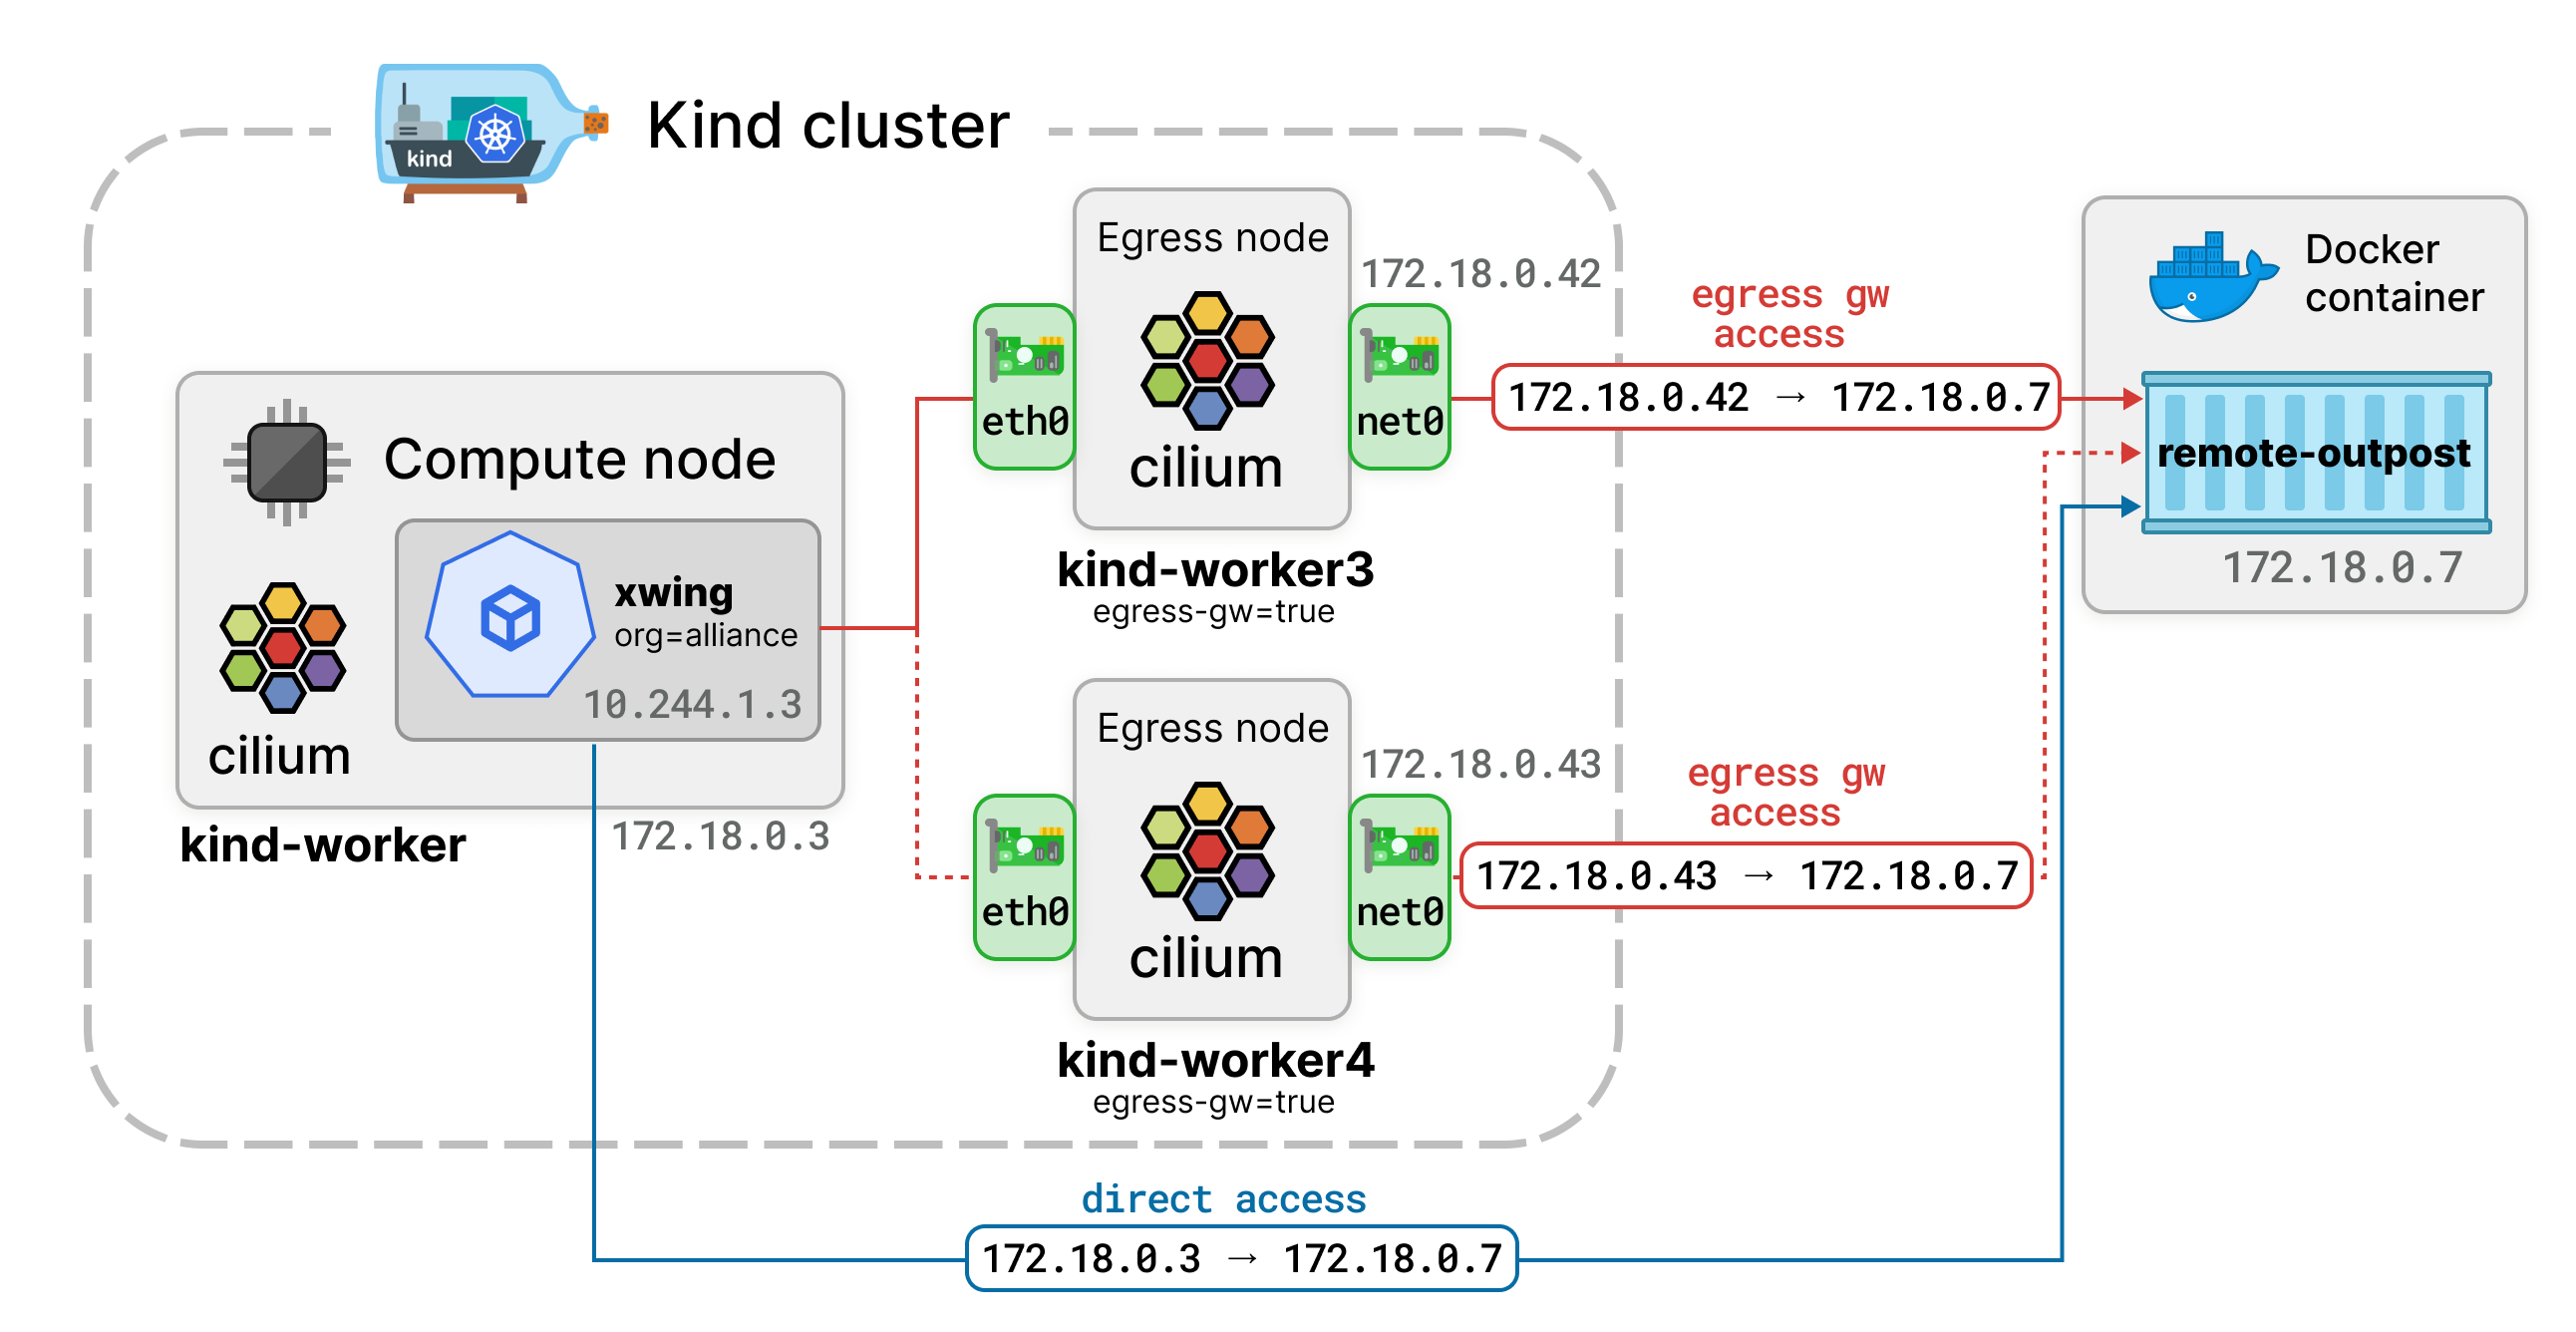 kind
Kind cluster
Compute node
cilium
xwing
org=alliance
10.244.1.3
kind-worker
172.18.0.3
Egress node
172.18.0.42
eth0
cilium
net0
kind-worker3
egress-gw=true
Egress node
172.18.0.43
eth0
cilium
net0
kind-worker4
egress-gw=true
egress gw
access
172.18.0.42 → 172.18.0.7
egress gw
access
172.18.0.43 → 172.18.0.7
direct access
172.18.0.3 → 172.18.0.7
Docker
container
remote-outpost
172.18.0.7